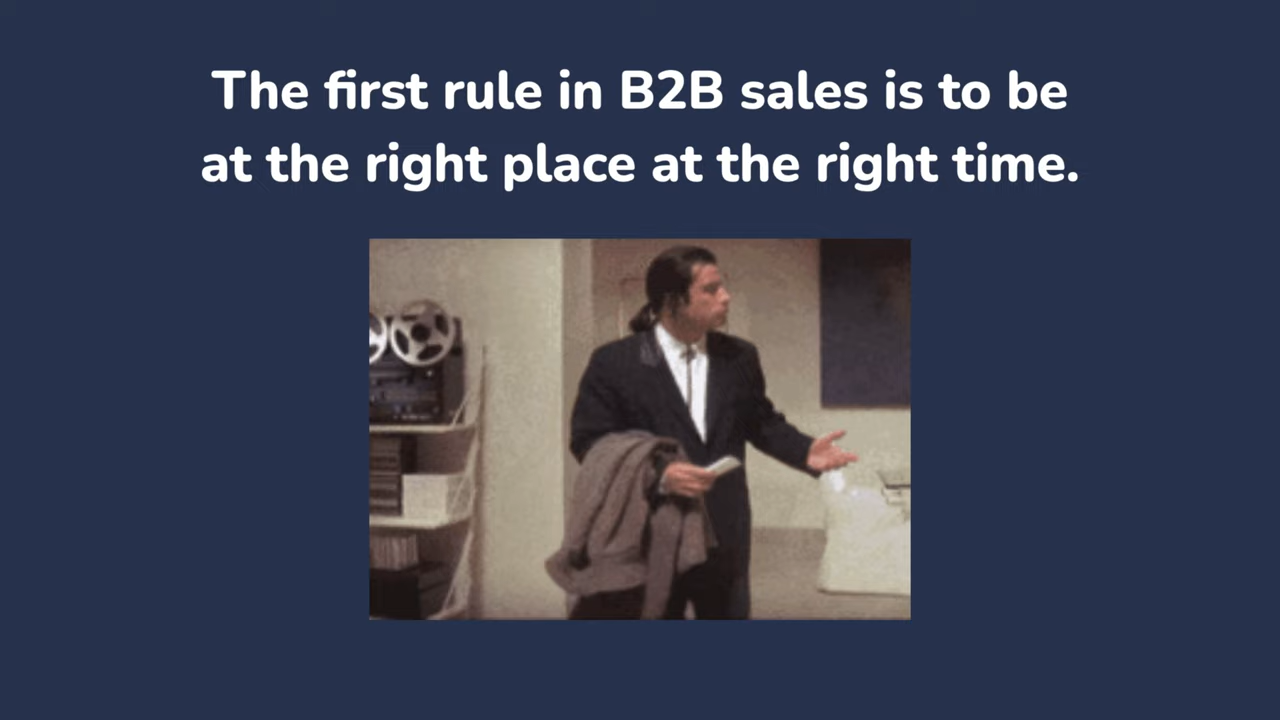 The first rule in B2B sales is to be
at the right place at the right time.